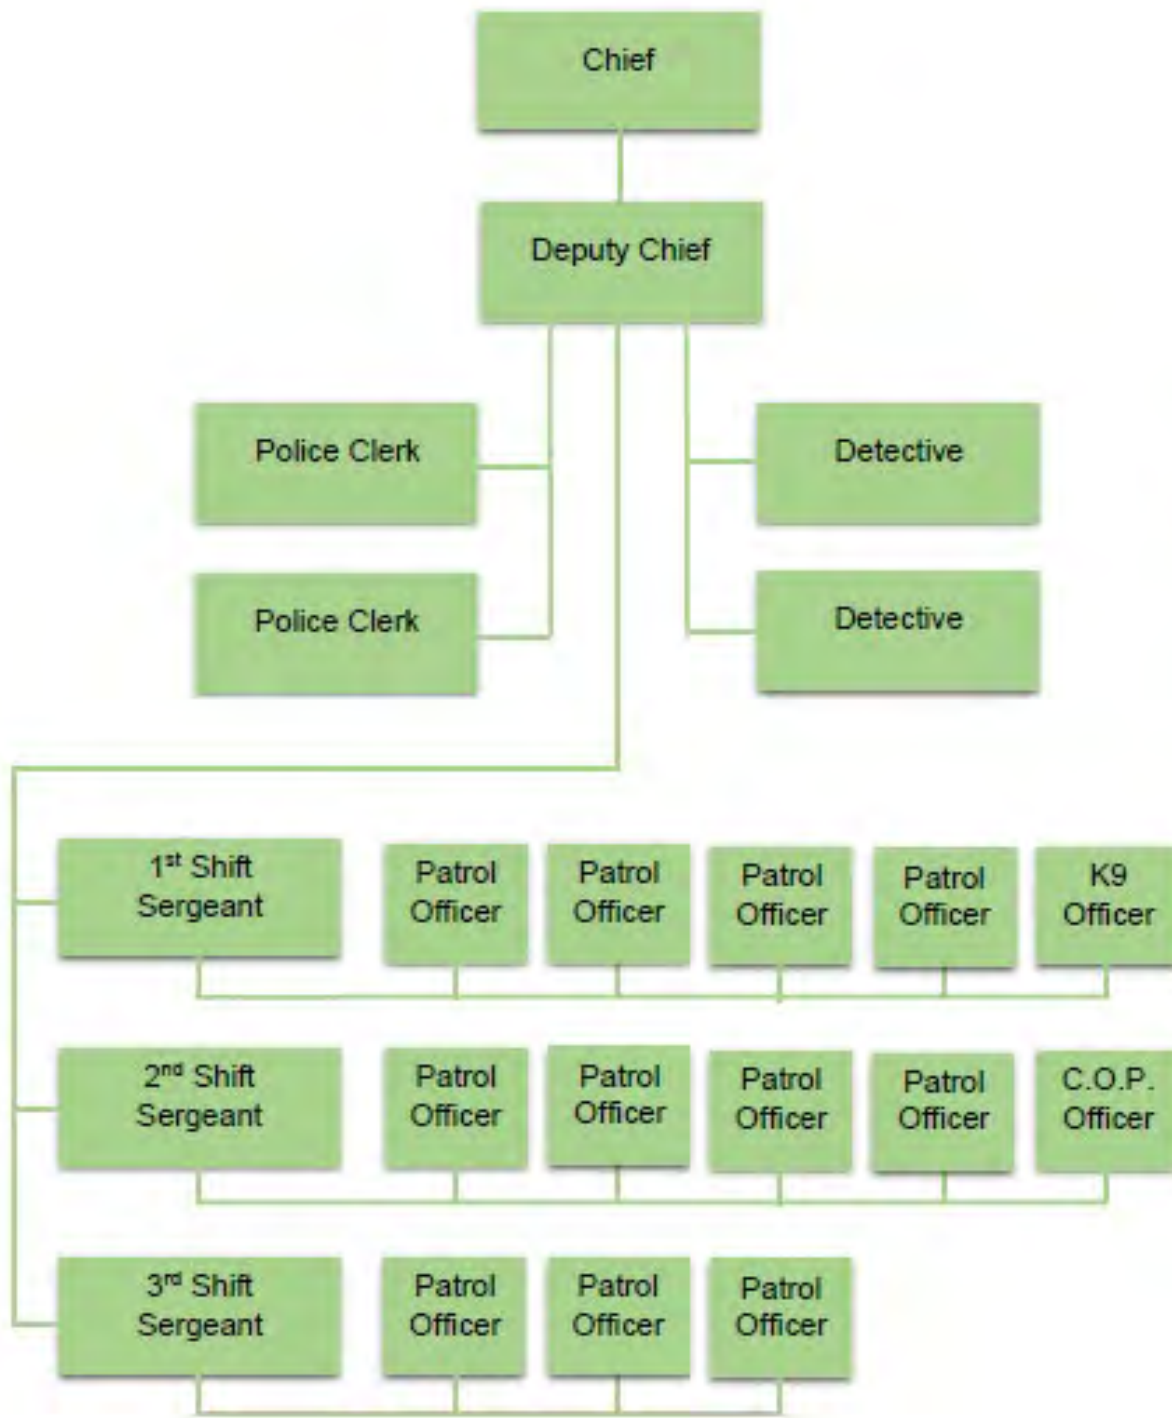 Chief
Deputy Chief
Police Clerk
Detective
Police Clerk
Detective
1st Shift
Sergeant
Patrol
Officer
Patrol
Officer
Patrol
Officer
Patrol
Officer
K9
Officer
2nd Shift
Sergeant
Patrol
Officer
Patrol
Officer
Patrol
Officer
Patrol
Officer
C.O.P.
Officer
3rd Shift
Sergeant
Patrol
Officer
Patrol
Officer
Patrol
Officer